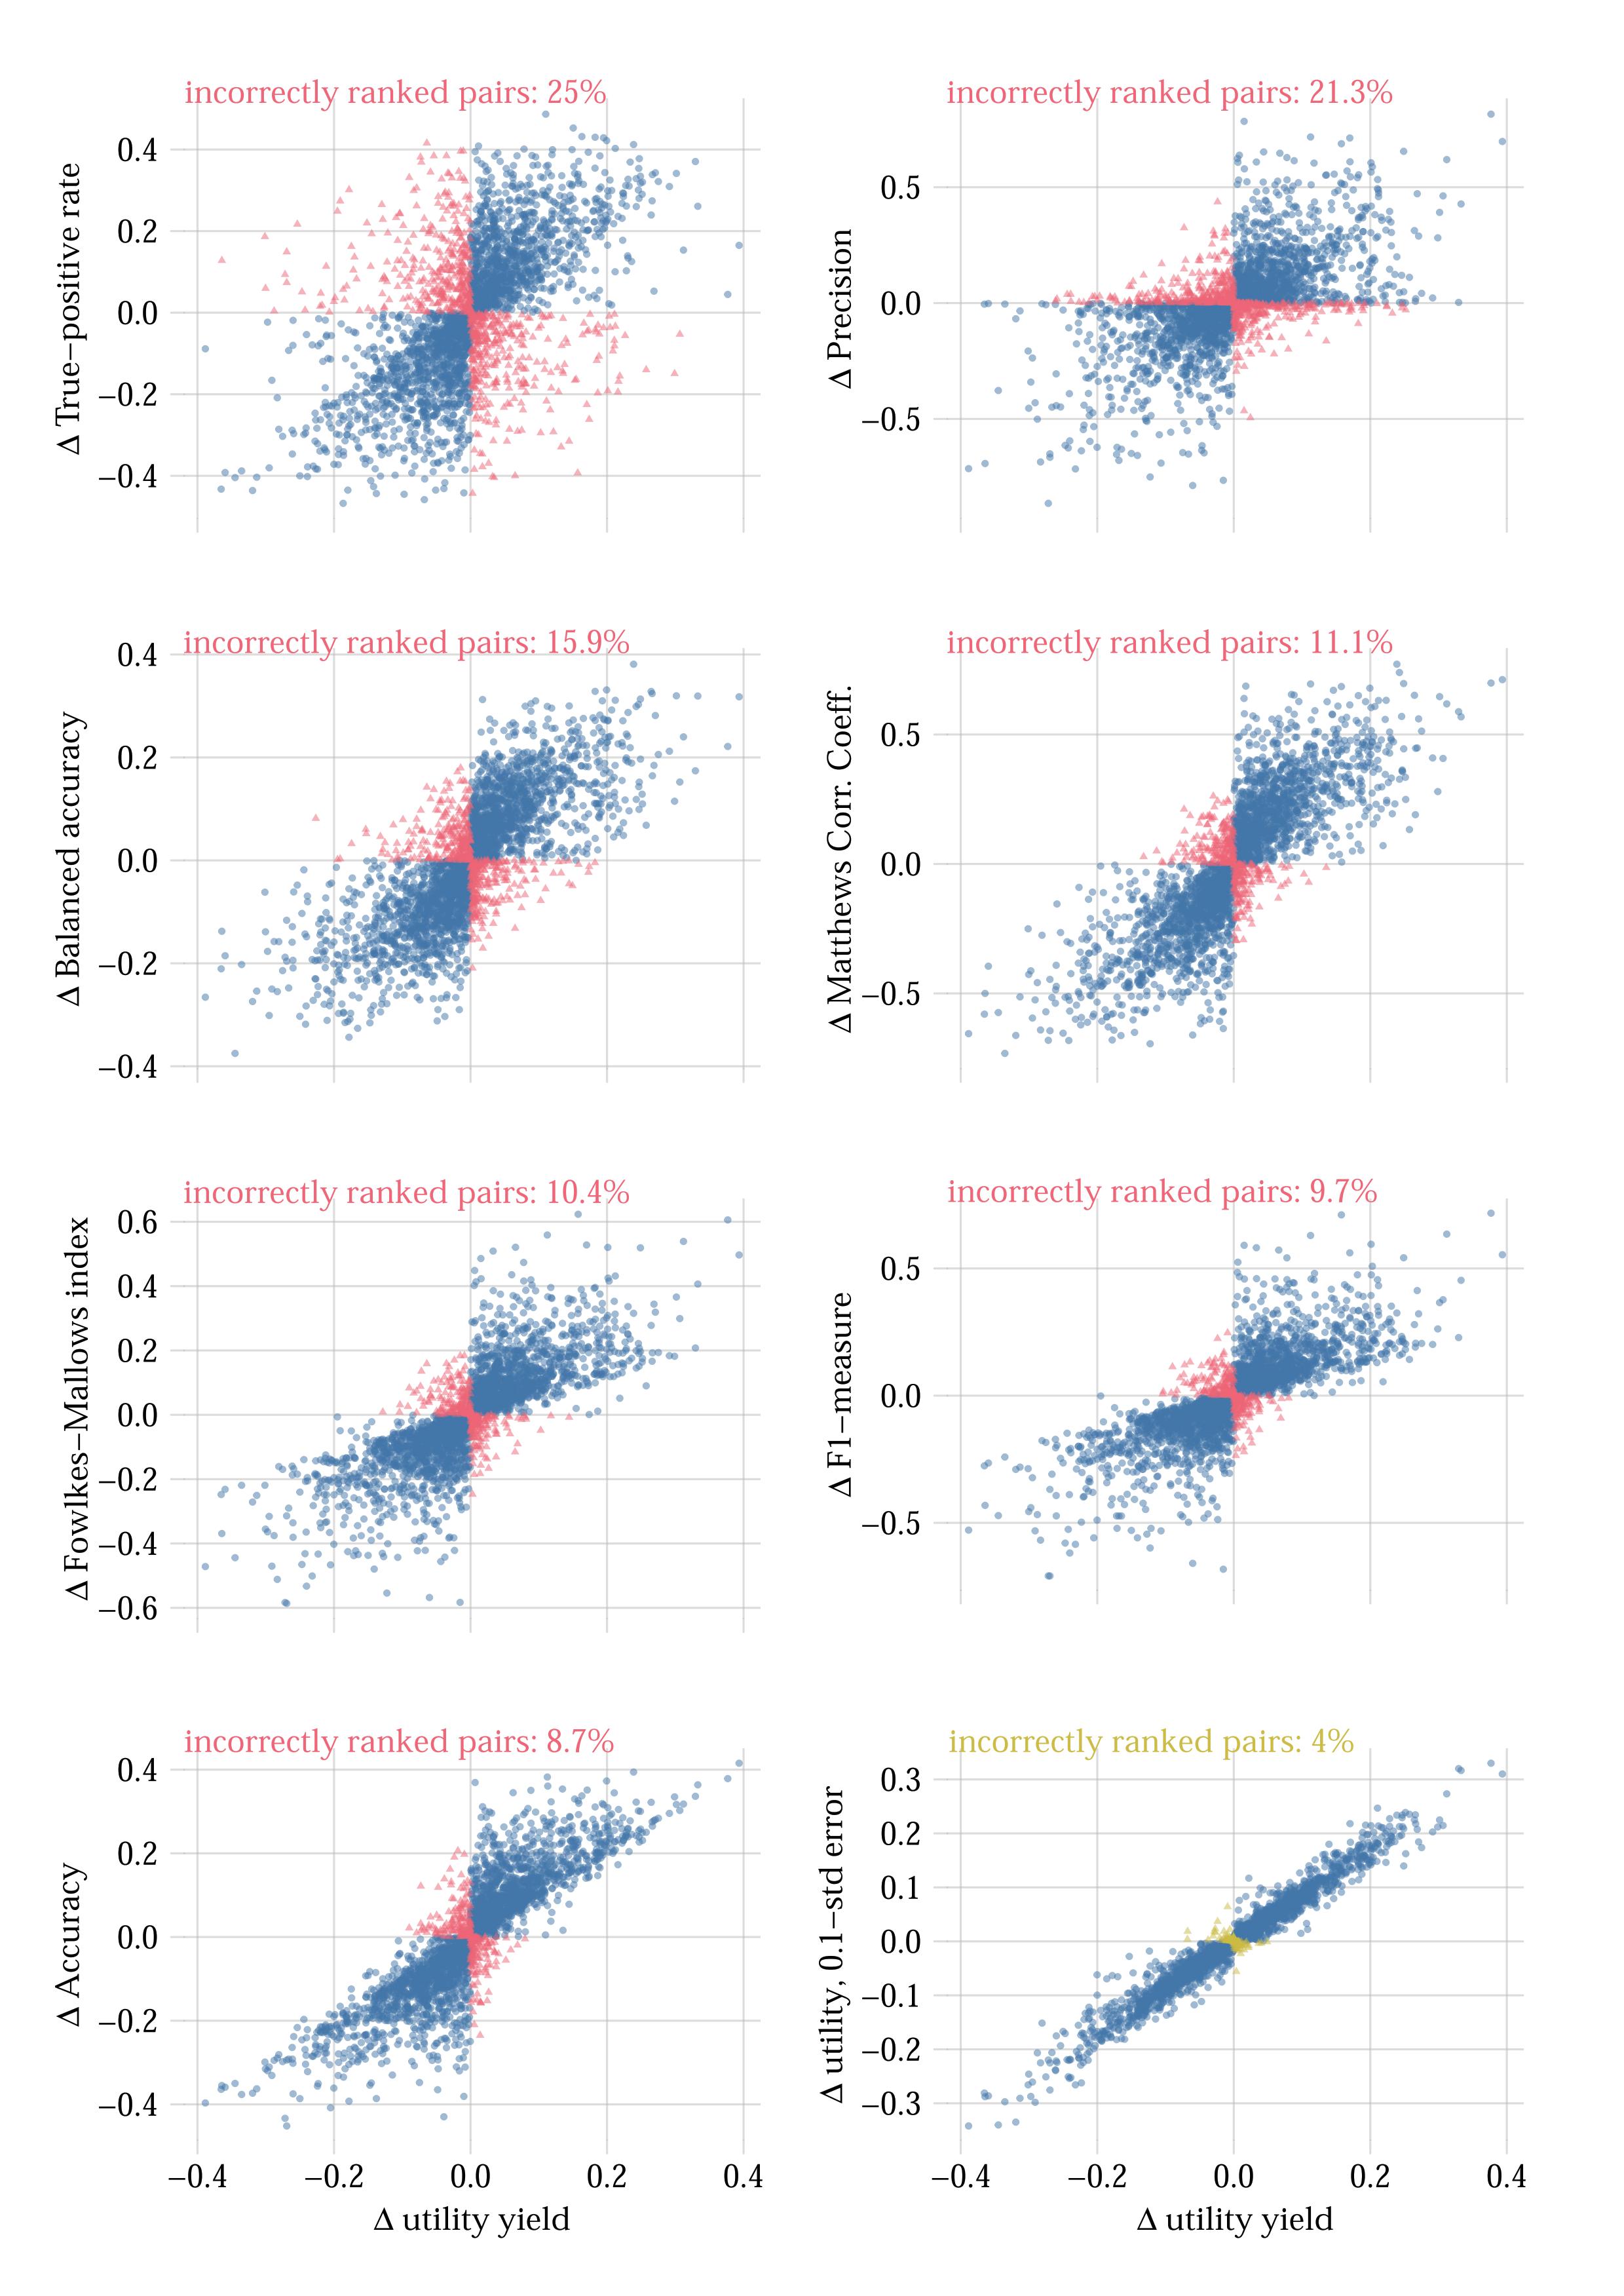 incorrectly ranked pairs: 25%
Δ True−positive rate
0.4
0.2
0.0
−0.2
−0.4
incorrectly ranked pairs: 21.3%
Δ Precision
0.5
0.0
−0.5
incorrectly ranked pairs: 15.9%
Δ Balanced accuracy
0.4
0.2
0.0
−0.2
−0.4
incorrectly ranked pairs: 11.1%
Δ Matthews Corr. Coeff.
0.5
0.0
−0.5
incorrectly ranked pairs: 10.4%
Δ Fowlkes−Mallows index
0.6
0.4
0.2
0.0
−0.2
−0.4
−0.6
incorrectly ranked pairs: 9.7%
Δ F1−measure
0.5
0.0
−0.5
incorrectly ranked pairs: 8.7%
Δ Accuracy
0.4
0.2
0.0
−0.2
−0.4
−0.4 −0.2 0.0 0.2 0.4
Δ utility yield
incorrectly ranked pairs: 4%
Δ utility, 0.1−std error
0.3
0.2
0.1
0.0
−0.1
−0.2
−0.3
−0.4 −0.2 0.0 0.2 0.4
Δ utility yield